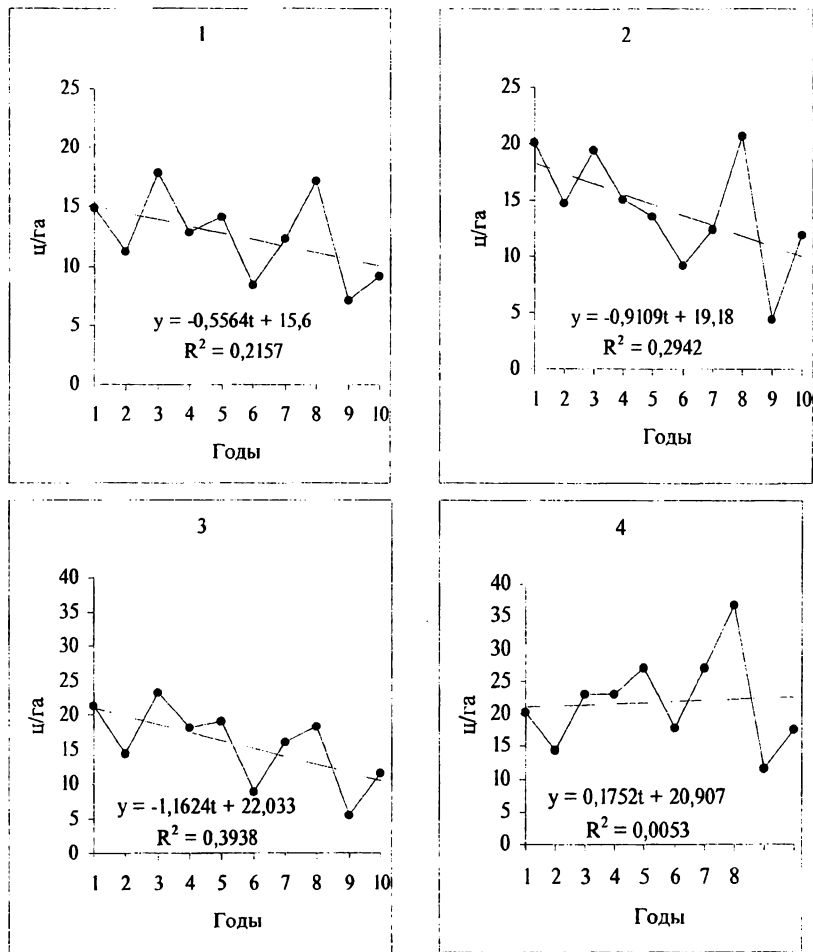 1
25
20
15
10
5
0
ц/га
y = -0,5564t + 15,6
R² = 0,2157
1 2 3 4 5 6 7 8 9 10
Годы
2
25
20
15
10
5
0
ц/га
y = -0,9109t + 19,18
R² = 0,2942
1 2 3 4 5 6 7 8 9 10
Годы
3
40
35
30
25
20
15
10
5
0
ц/га
y = -1,1624t + 22,033
R² = 0,3938
1 2 3 4 5 6 7 8 9 10
Годы
4
40
35
30
25
20
15
10
5
0
ц/га
y = 0,1752t + 20,907
R² = 0,0053
1 2 3 4 5 6 7 8
Годы